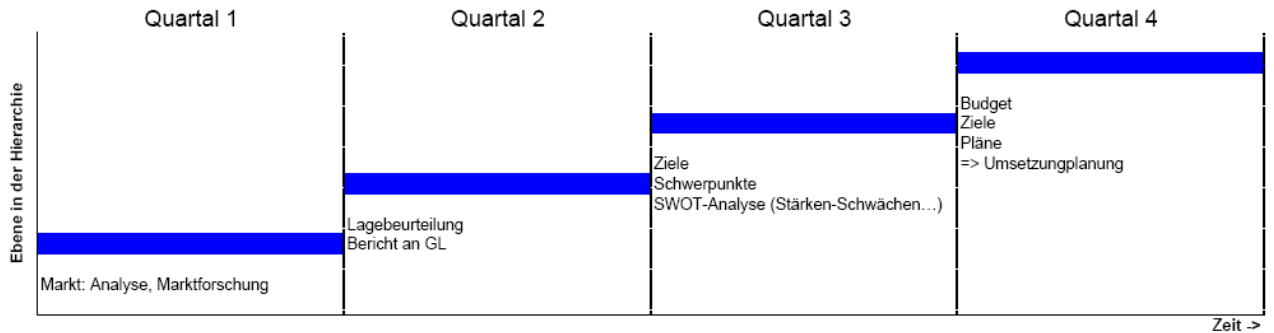 Quartal 1
Quartal 2
Quartal 3
Quartal 4
Ebene in der Hierarchie
Markt: Analyse, Marktforschung
Lagebeurteilung
Bericht an GL
Ziele
Schwerpunkte
SWOT-Analyse (Stärken-Schwächen…)
Budget
Ziele
Pläne
=> Umsetzungplanung
Zeit ->